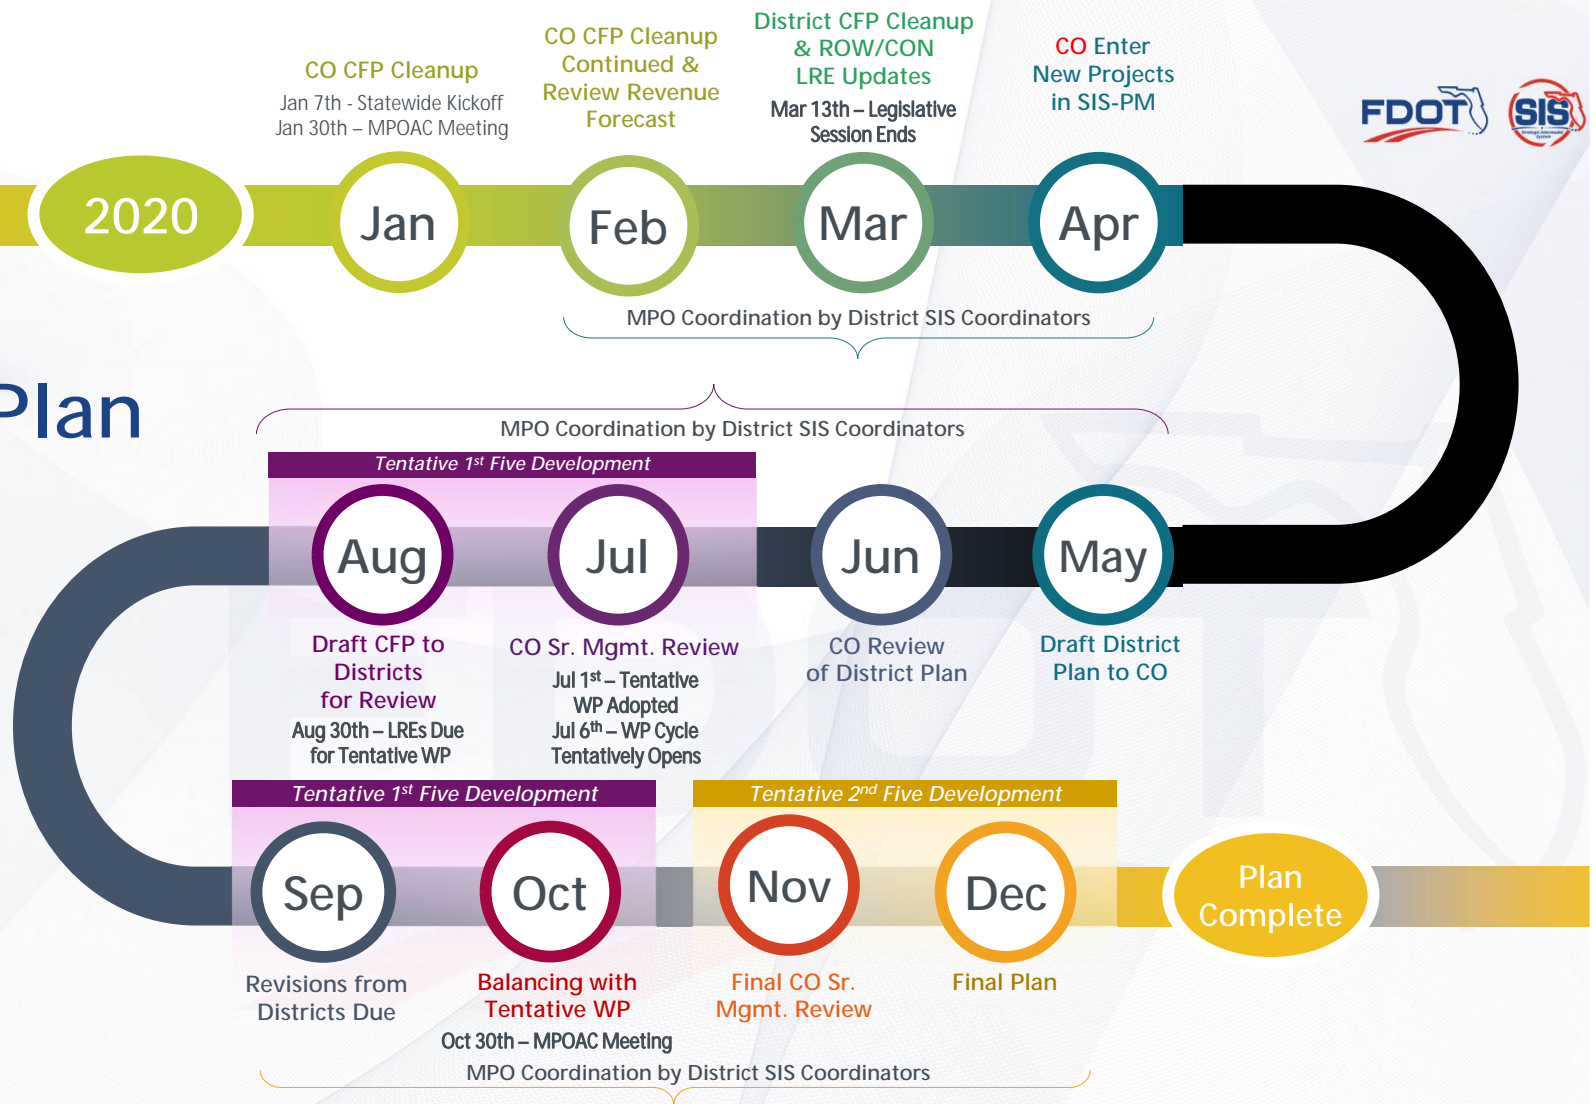 CO CFP Cleanup
Jan 7th - Statewide Kickoff
Jan 30th – MPOAC Meeting
CO CFP Cleanup
Continued &
Review Revenue
Forecast
District CFP Cleanup
& ROW/CON
LRE Updates
Mar 13th – Legislative
Session Ends
CO Enter
New Projects
in SIS-PM
FDOT
SIS
Strategic Intermodal
System
2020
Jan
Feb
Mar
Apr
MPO Coordination by District SIS Coordinators
Plan
MPO Coordination by District SIS Coordinators
Tentative 1st Five Development
Aug
Jul
Jun
May
Draft CFP to
Districts
for Review
Aug 30th – LREs Due
for Tentative WP
CO Sr. Mgmt. Review
Jul 1st – Tentative
WP Adopted
Jul 6th – WP Cycle
Tentatively Opens
CO Review
of District Plan
Draft District
Plan to CO
FDOT
Tentative 1st Five Development
Tentative 2nd Five Development
Sep
Oct
Nov
Dec
Plan
Complete
Revisions from
Districts Due
Balancing with
Tentative WP
Oct 30th – MPOAC Meeting
Final CO Sr.
Mgmt. Review
Final Plan
MPO Coordination by District SIS Coordinators